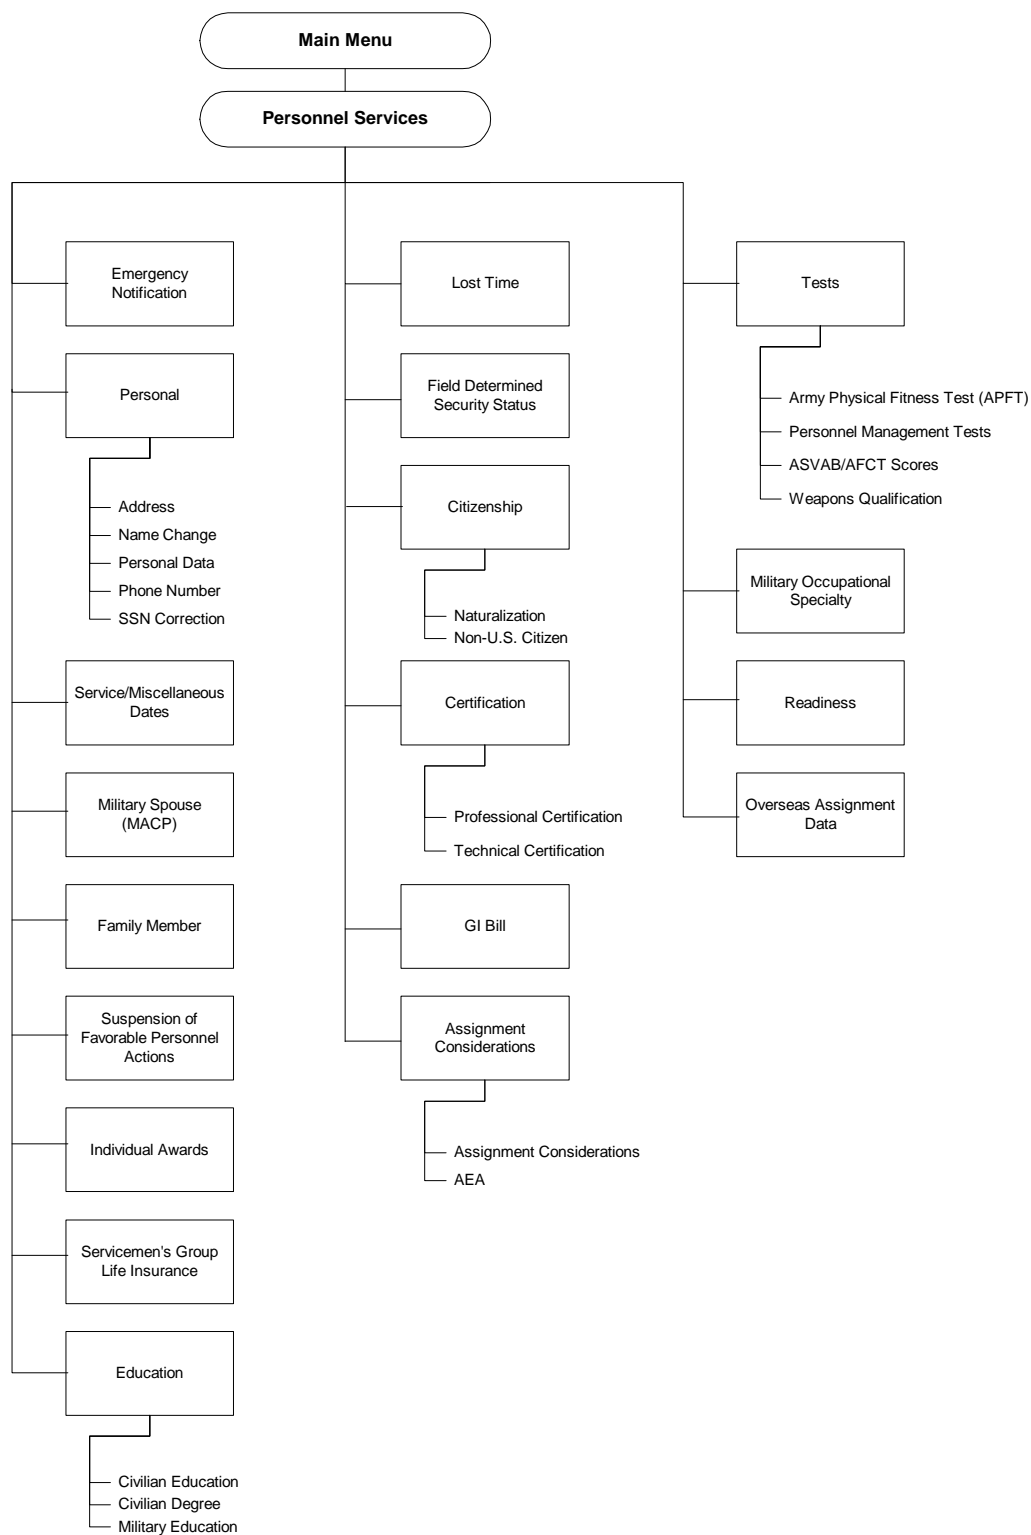 Main Menu
Personnel Services
Emergency
Notification
Personal
Address
Name Change
Personal Data
Phone Number
SSN Correction
Service/Miscellaneous
Dates
Military Spouse
(MACP)
Family Member
Suspension of
Favorable Personnel
Actions
Individual Awards
Servicemen's Group
Life Insurance
Education
Civilian Education
Civilian Degree
Military Education
Lost Time
Field Determined
Security Status
Citizenship
Naturalization
Non-U.S. Citizen
Certification
Professional Certification
Technical Certification
GI Bill
Assignment
Considerations
Assignment Considerations
AEA
Tests
Army Physical Fitness Test (APFT)
Personnel Management Tests
ASVAB/AFCT Scores
Weapons Qualification
Military Occupational
Specialty
Readiness
Overseas Assignment
Data